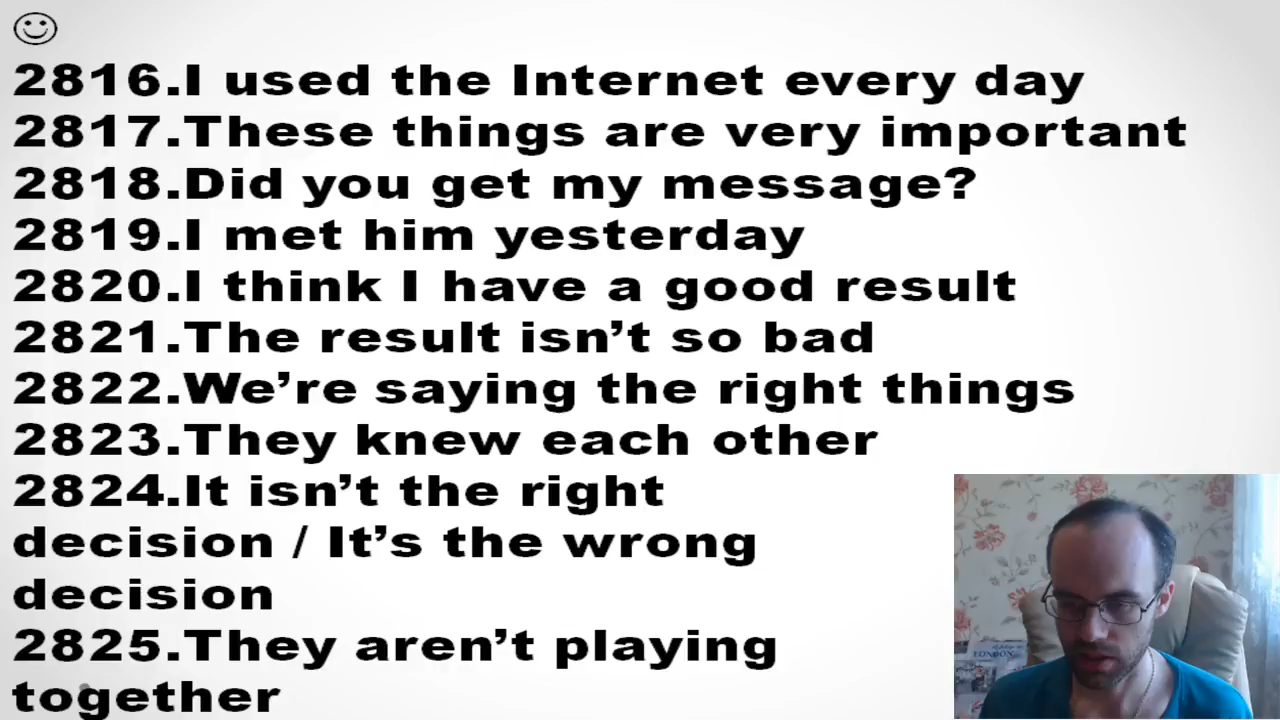 2816.I used the Internet every day
2817.These things are very important
2818.Did you get my message?
2819.I met him yesterday
2820.I think I have a good result
2821.The result isn’t so bad
2822.We’re saying the right things
2823.They knew each other
2824.It isn’t the right
decision / It’s the wrong
decision
2825.They aren’t playing
together
LONDON